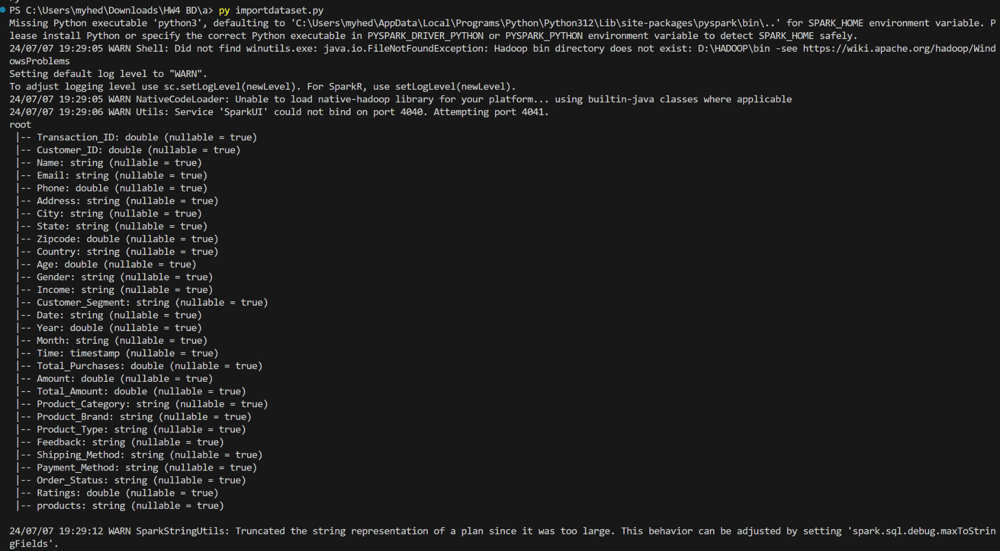 PS C:\Users\myhed\Downloads\HW4 BD\a> py importdataset.py
Missing Python executable 'python3', defaulting to 'C:\Users\myhed\AppData\Local\Programs\Python\Python312\Lib\site-packages\pyspark\bin\..' for SPARK_HOME environment variable. P
lease install Python or specify the correct Python executable in PYSPARK_DRIVER_PYTHON or PYSPARK_PYTHON environment variable to detect SPARK_HOME safely.
24/07/07 19:29:05 WARN Shell: Did not find winutils.exe: java.io.FileNotFoundException: Hadoop bin directory does not exist: D:\HADOOP\bin -see https://wiki.apache.org/hadoop/Wind
owsProblems
Setting default log level to "WARN".
To adjust logging level use sc.setLogLevel(newLevel). For SparkR, use setLogLevel(newLevel).
24/07/07 19:29:05 WARN NativeCodeLoader: Unable to load native-hadoop library for your platform... using builtin-java classes where applicable
24/07/07 19:29:06 WARN Utils: Service 'SparkUI' could not bind on port 4040. Attempting port 4041.
root
 |-- Transaction_ID: double (nullable = true)
 |-- Customer_ID: double (nullable = true)
 |-- Name: string (nullable = true)
 |-- Email: string (nullable = true)
 |-- Phone: double (nullable = true)
 |-- Address: string (nullable = true)
 |-- City: string (nullable = true)
 |-- State: string (nullable = true)
 |-- Zipcode: double (nullable = true)
 |-- Country: string (nullable = true)
 |-- Age: double (nullable = true)
 |-- Gender: string (nullable = true)
 |-- Income: string (nullable = true)
 |-- Customer_Segment: string (nullable = true)
 |-- Date: string (nullable = true)
 |-- Year: double (nullable = true)
 |-- Month: string (nullable = true)
 |-- Time: timestamp (nullable = true)
 |-- Total_Purchases: double (nullable = true)
 |-- Amount: double (nullable = true)
 |-- Total_Amount: double (nullable = true)
 |-- Product_Category: string (nullable = true)
 |-- Product_Brand: string (nullable = true)
 |-- Product_Type: string (nullable = true)
 |-- Feedback: string (nullable = true)
 |-- Shipping_Method: string (nullable = true)
 |-- Payment_Method: string (nullable = true)
 |-- Order_Status: string (nullable = true)
 |-- Ratings: double (nullable = true)
 |-- products: string (nullable = true)
24/07/07 19:29:12 WARN SparkStringUtils: Truncated the string representation of a plan since it was too large. This behavior can be adjusted by setting 'spark.sql.debug.maxToStrin
gFields'.